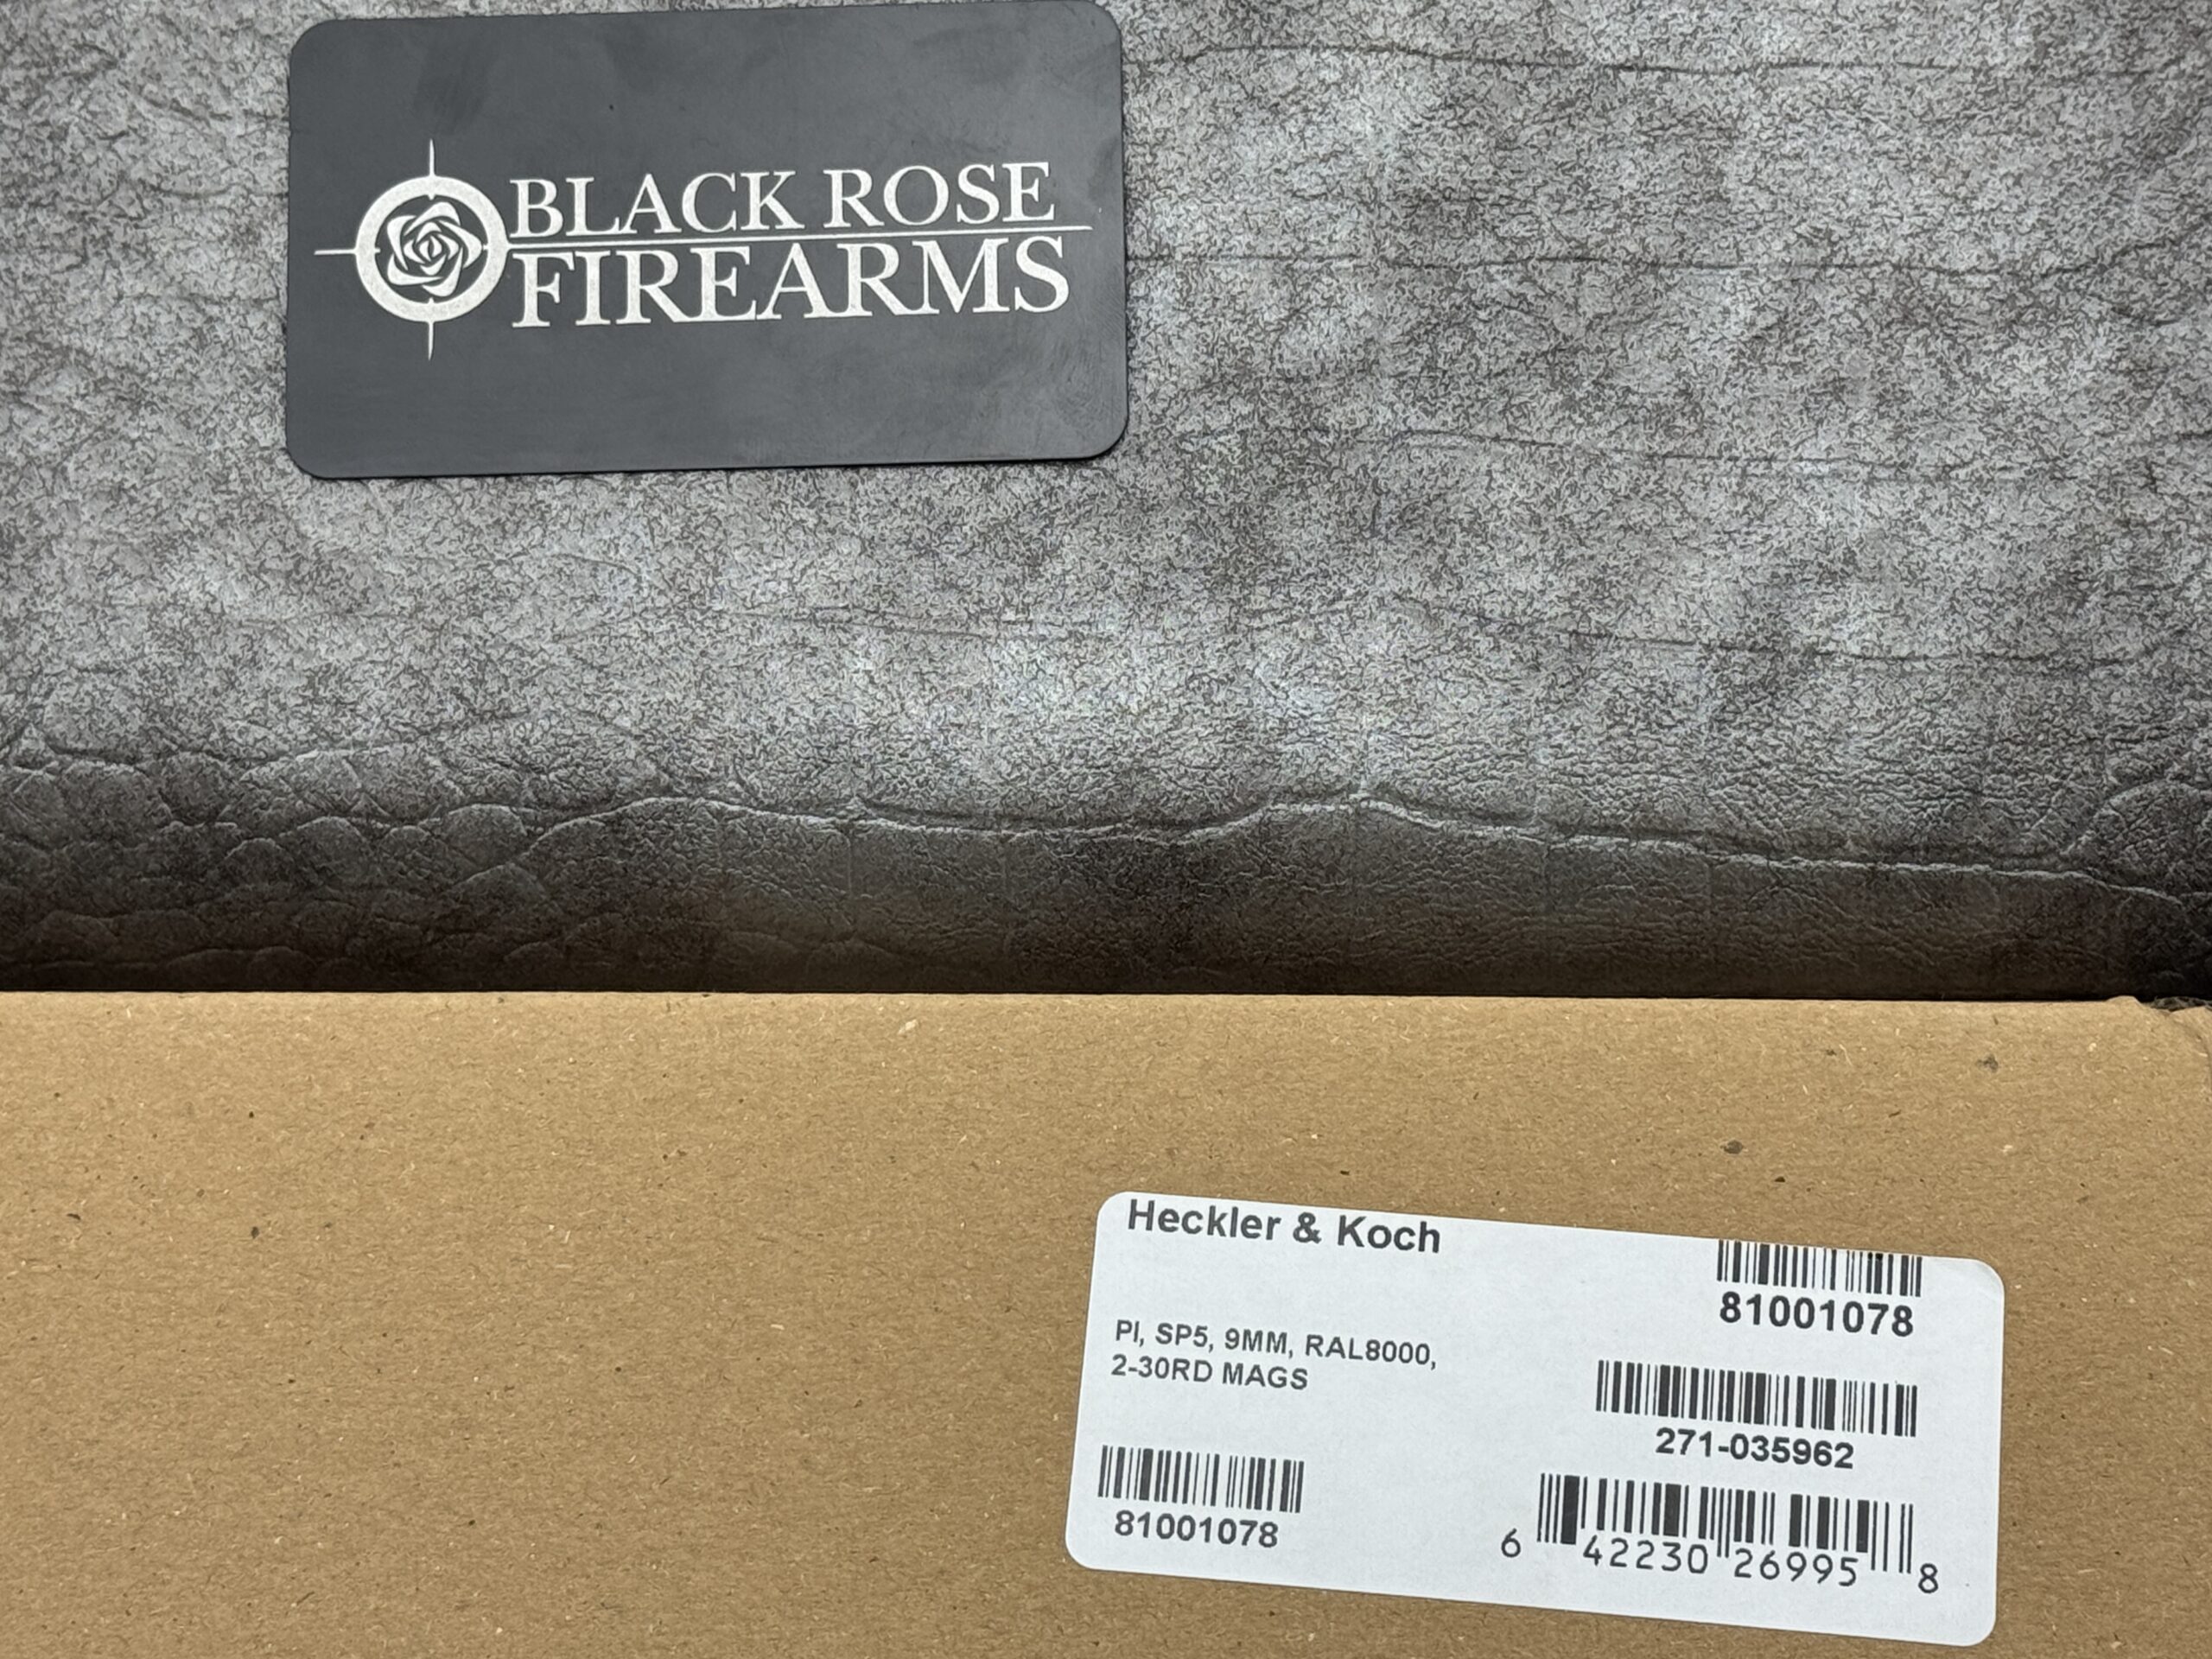 BLACK ROSE
FIREARMS
Heckler & Koch
81001078
PI, SP5, 9MM, RAL8000,
2-30RD MAGS
271-035962
81001078
6 42230 26995 8